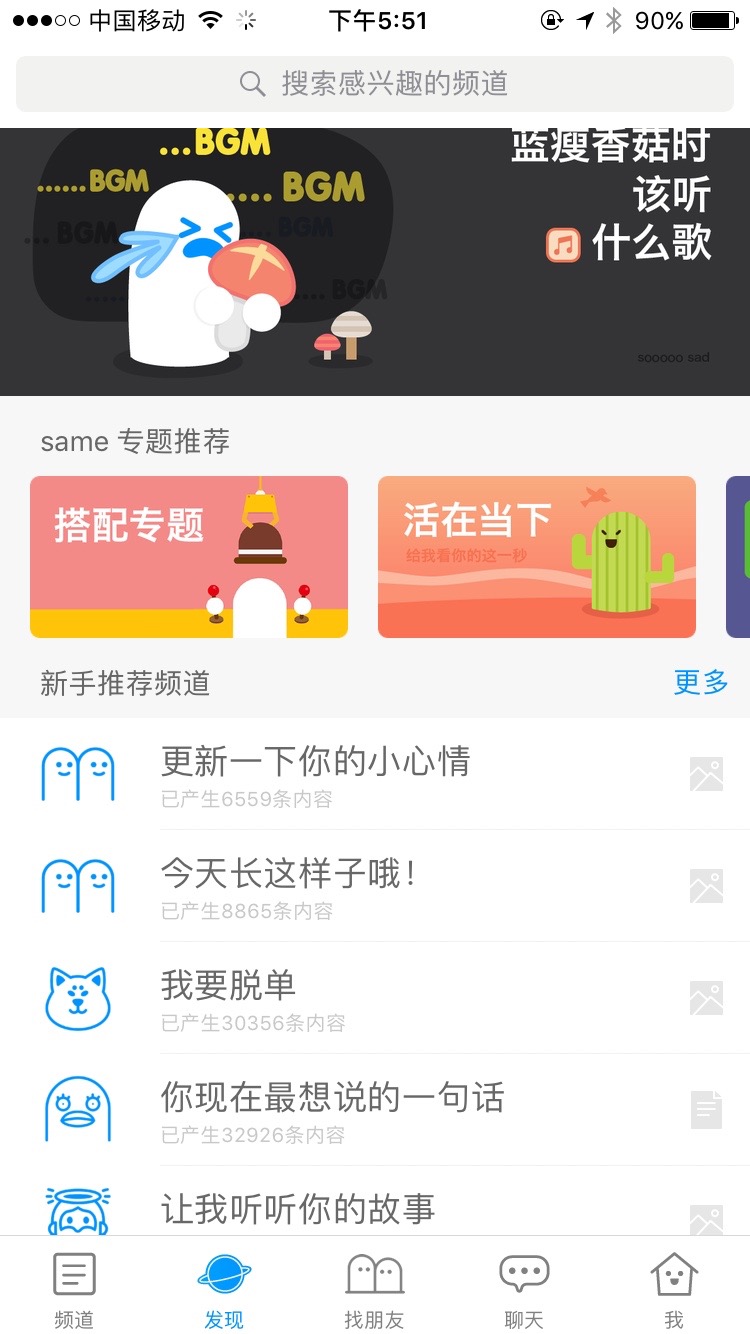 中国移动
下午5:51
90%
搜索感兴趣的频道
...BGM
......BGM
.... BGM
... BGM
BGM
.... BGM
蓝瘦香菇时
该听
什么歌
sooooo sad
same 专题推荐
搭配专题
活在当下
给我看你的这一秒
新手推荐频道
更多
更新一下你的小心情
已产生6559条内容
今天长这样子哦！
已产生8865条内容
我要脱单
已产生30356条内容
你现在最想说的一句话
已产生32926条内容
让我听听你的故事
频道
发现
找朋友
聊天
我